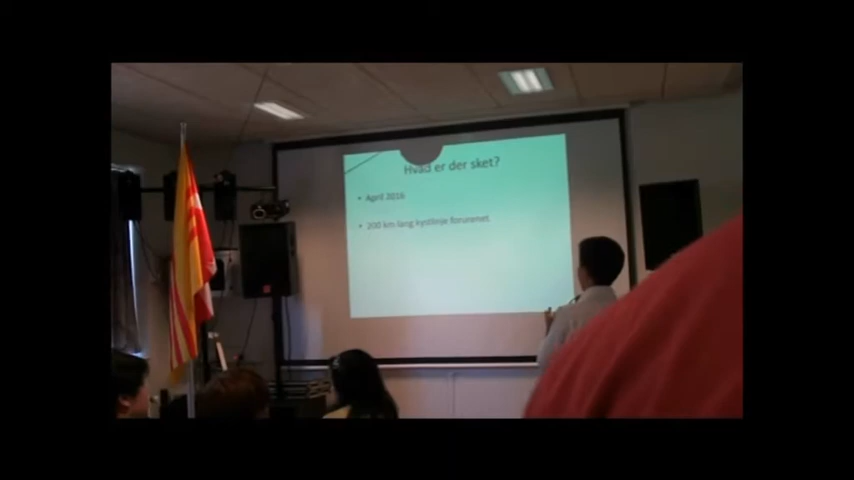 Hvad er der sket?
• April 2016
• 200 km lang kystlinje forurenet